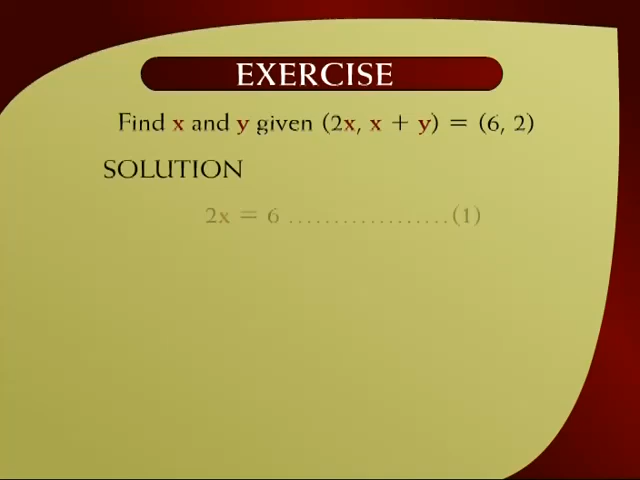 EXERCISE
Find x and y given (2x, x + y) = (6, 2)
SOLUTION
2x = 6 ..................(1)